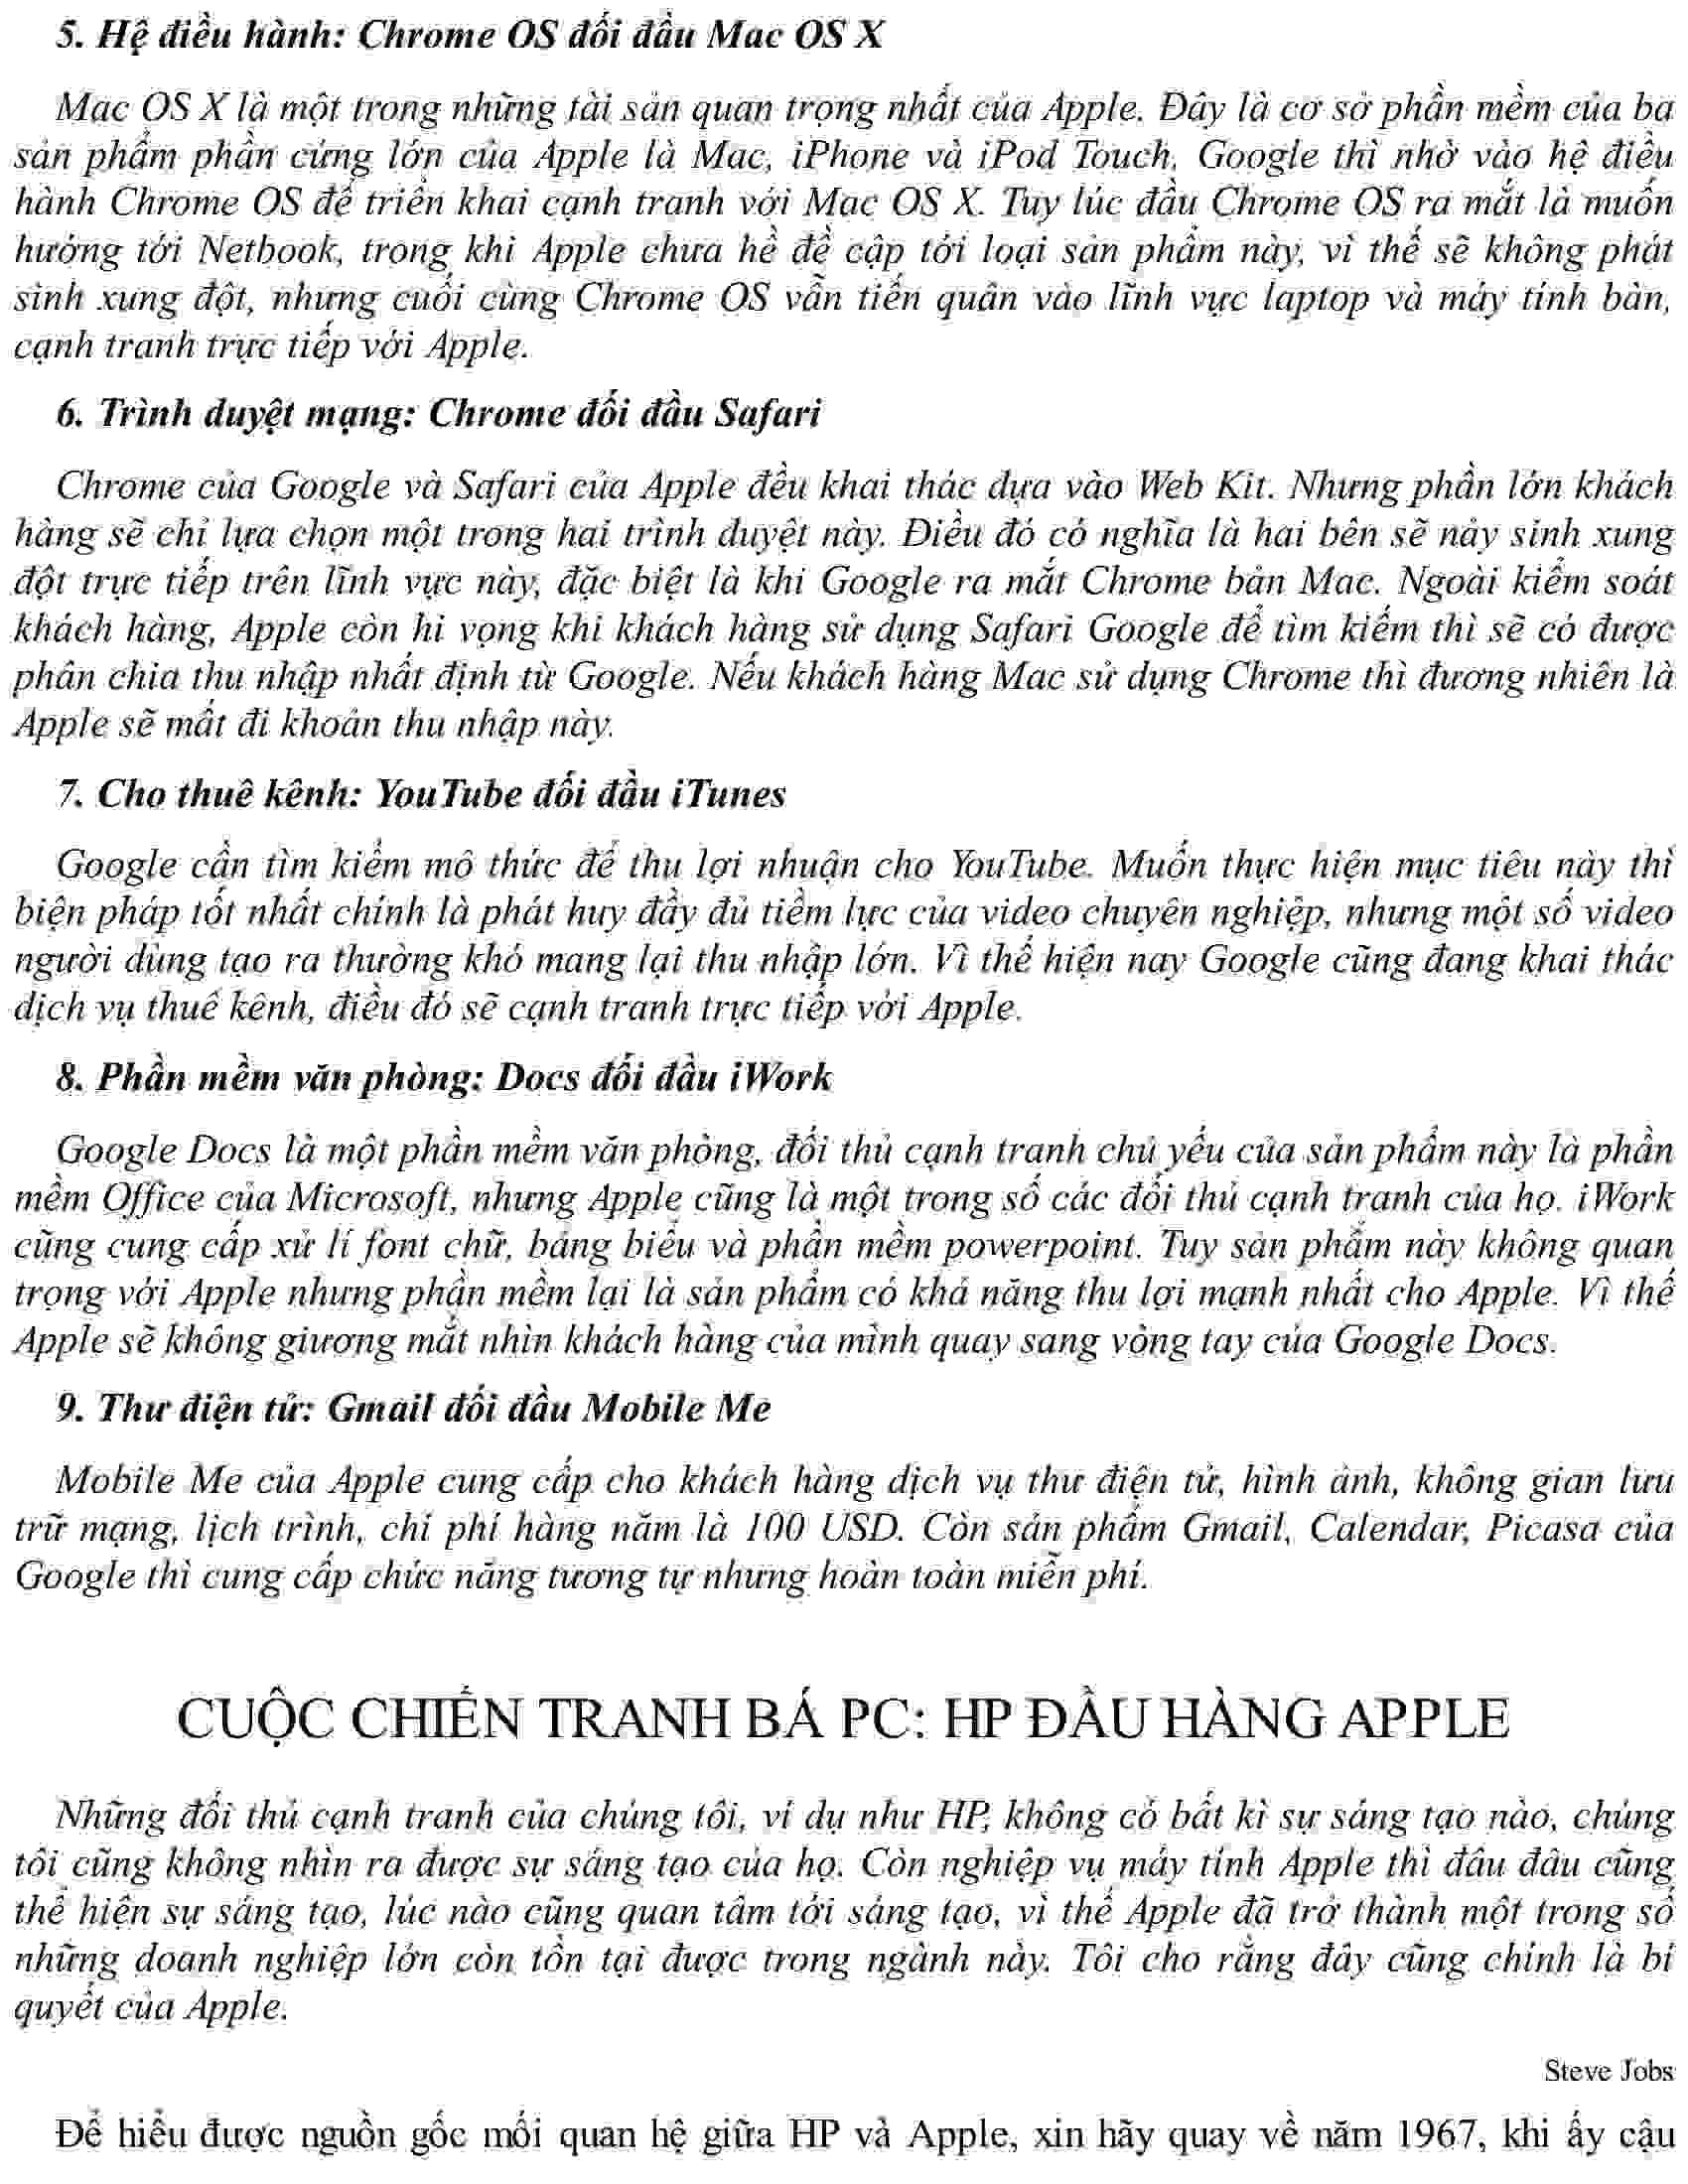 5. Hệ điều hành: Chrome OS đối đầu Mac OS X
Mac OS X là một trong những tài sản quan trọng nhất của Apple. Đây là cơ sở phần mềm của ba
sản phẩm phần cứng lớn của Apple là Mac, iPhone và iPod Touch, Google thì nhờ vào hệ điều
hành Chrome OS để triển khai cạnh tranh với Mac OS X. Tuy lúc đầu Chrome OS ra mắt là muốn
hướng tới Netbook, trong khi Apple chưa hề đề cập tới loại sản phẩm này, vì thế sẽ không phát
sinh xung đột, nhưng cuối cùng Chrome OS vẫn tiến quân vào lĩnh vực laptop và máy tính bàn,
cạnh tranh trực tiếp với Apple.
6. Trình duyệt mạng: Chrome đối đầu Safari
Chrome của Google và Safari của Apple đều khai thác dựa vào Web Kit. Nhưng phần lớn khách
hàng sẽ chỉ lựa chọn một trong hai trình duyệt này. Điều đó có nghĩa là hai bên sẽ nảy sinh xung
đột trực tiếp trên lĩnh vực này, đặc biệt là khi Google ra mắt Chrome bản Mac. Ngoài kiểm soát
khách hàng, Apple còn hi vọng khi khách hàng sử dụng Safari Google để tìm kiếm thì sẽ có được
phân chia thu nhập nhất định từ Google. Nếu khách hàng Mac sử dụng Chrome thì đương nhiên là
Apple sẽ mất đi khoản thu nhập này.
7. Cho thuê kênh: YouTube đối đầu iTunes
Google cần tìm kiếm mô thức để thu lợi nhuận cho YouTube. Muốn thực hiện mục tiêu này thì
biện pháp tốt nhất chính là phát huy đầy đủ tiềm lực của video chuyên nghiệp, nhưng một số video
người dùng tạo ra thường khó mang lại thu nhập lớn. Vì thế hiện nay Google cũng đang khai thác
dịch vụ thuê kênh, điều đó sẽ cạnh tranh trực tiếp với Apple.
8. Phần mềm văn phòng: Docs đối đầu iWork
Google Docs là một phần mềm văn phòng, đối thủ cạnh tranh chủ yếu của sản phẩm này là phần
mềm Office của Microsoft, nhưng Apple cũng là một trong số các đối thủ cạnh tranh của họ. iWork
cũng cung cấp xử lí font chữ, bảng biểu và phần mềm powerpoint. Tuy sản phẩm này không quan
trọng với Apple nhưng phần mềm lại là sản phẩm có khả năng thu lợi mạnh nhất cho Apple. Vì thế
Apple sẽ không giương mắt nhìn khách hàng của mình quay sang vòng tay của Google Docs.
9. Thư điện tử: Gmail đối đầu Mobile Me
Mobile Me của Apple cung cấp cho khách hàng dịch vụ thư điện tử, hình ảnh, không gian lưu
trữ mạng, lịch trình, chi phí hàng năm là 100 USD. Còn sản phẩm Gmail, Calendar, Picasa của
Google thì cung cấp chức năng tương tự nhưng hoàn toàn miễn phí.
CUỘC CHIẾN TRANH BÁ PC: HP ĐẦU HÀNG APPLE
Những đối thủ cạnh tranh của chúng tôi, ví dụ như HP, không có bất kì sự sáng tạo nào, chúng
tôi cũng không nhìn ra được sự sáng tạo của họ. Còn nghiệp vụ máy tính Apple thì đâu đâu cũng
thể hiện sự sáng tạo, lúc nào cũng quan tâm tới sáng tạo, vì thế Apple đã trở thành một trong số
những doanh nghiệp lớn còn tồn tại được trong ngành này. Tôi cho rằng đây cũng chính là bí
quyết của Apple.
Steve Jobs
Để hiểu được nguồn gốc mối quan hệ giữa HP và Apple, xin hãy quay về năm 1967, khi ấy cậu